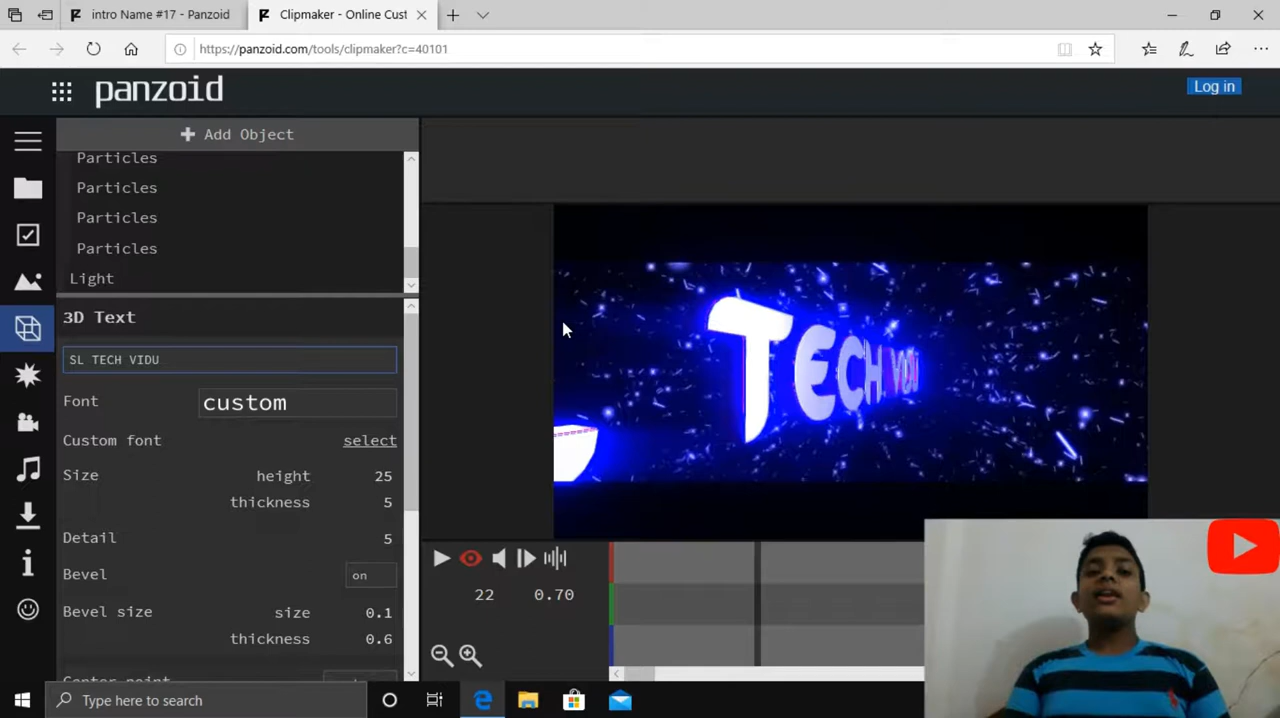 intro Name #17 - Panzoid
Clipmaker - Online Cust
https://panzoid.com/tools/clipmaker?c=40101
panzoid
Log in
Add Object
Particles
Particles
Particles
Particles
Light
3D Text
SL TECH VIDU
Font custom
Custom font select
Size height 25
thickness 5
Detail 5
Bevel on
Bevel size size 0.1
thickness 0.6
TECH VIDU
22 0.70
Type here to search